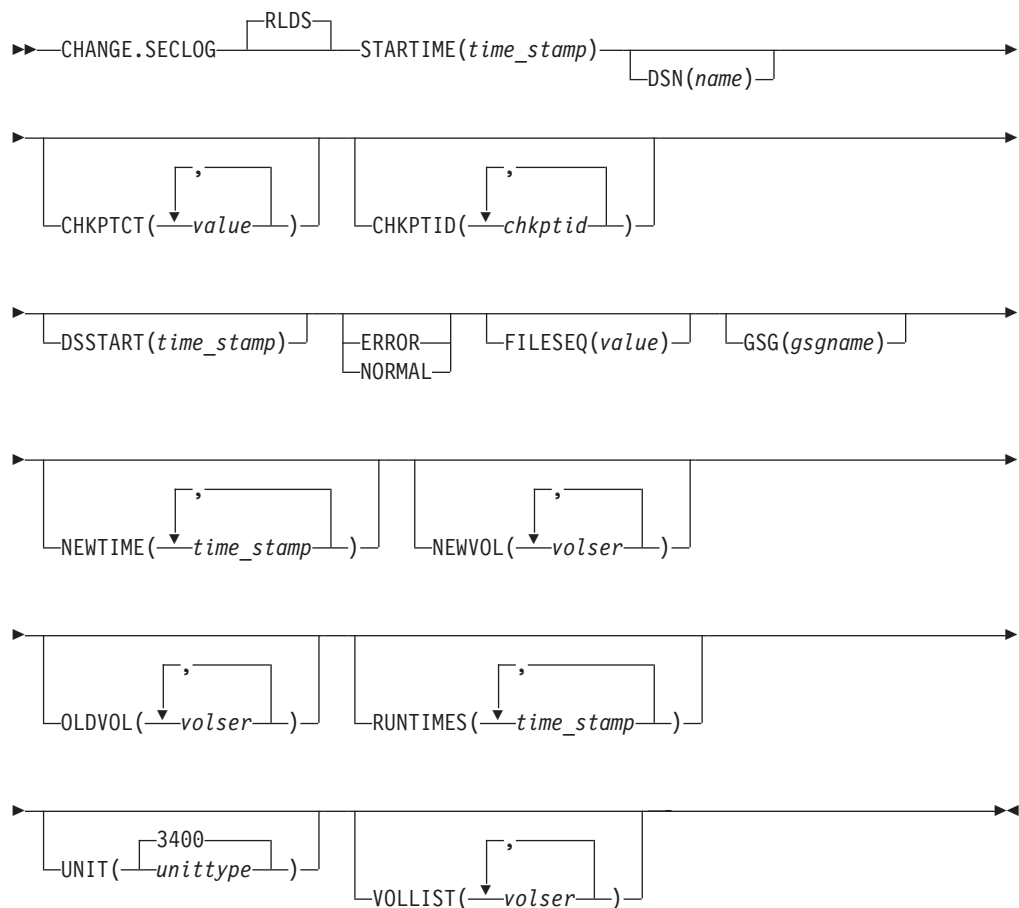 RLDS
CHANGE.SECLOG STARTIME(time_stamp)
DSN(name)
, ,
CHKPTCT( value ) CHKPTID( chkptid )
DSSTART(time_stamp) ERROR FILESEQ(value) GSG(gsgname)
NORMAL
, ,
NEWTIME( time_stamp ) NEWVOL( volser )
, ,
OLDVOL( volser ) RUNTIMES( time_stamp )
3400 ,
UNIT( unittype )
VOLLIST( volser )